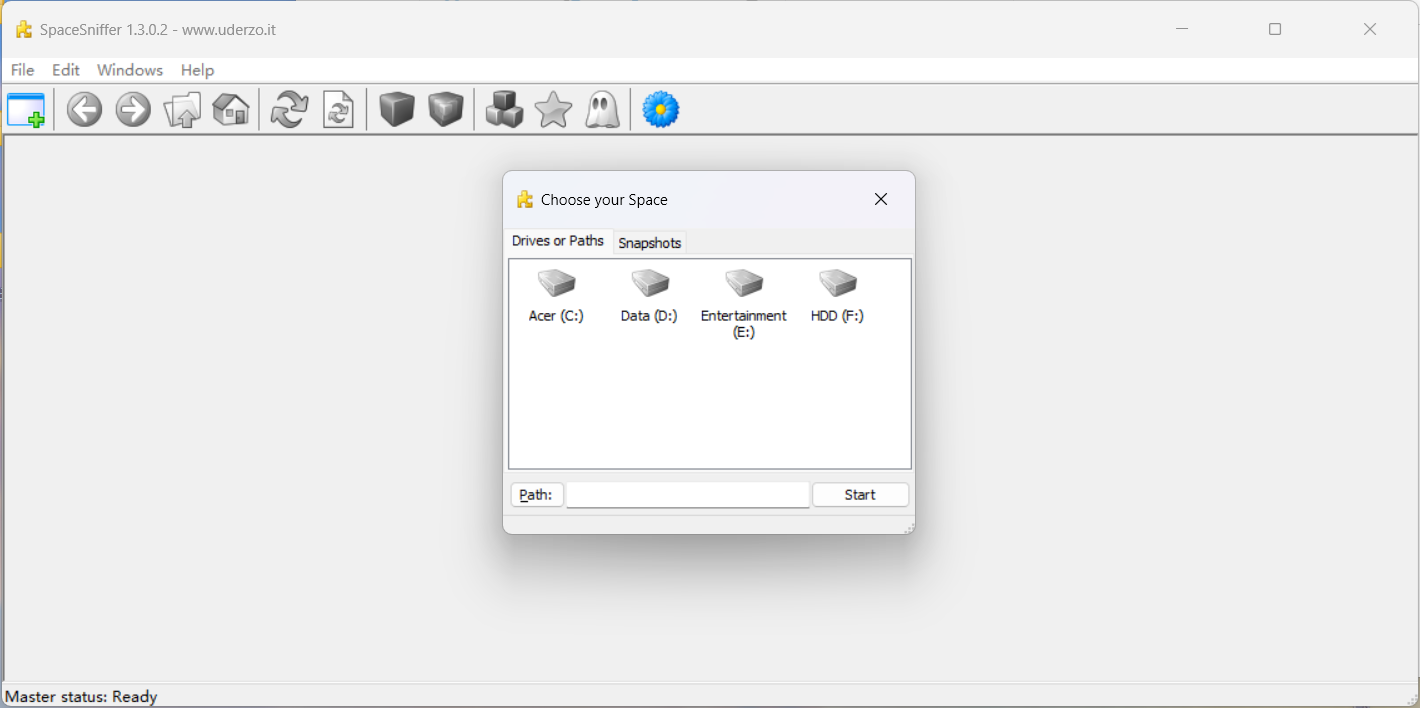 SpaceSniffer 1.3.0.2 - www.uderzo.it
File Edit Windows Help
Choose your Space
Drives or Paths Snapshots
Acer (C:) Data (D:) Entertainment (E:) HDD (F:)
Path: Start
Master status: Ready